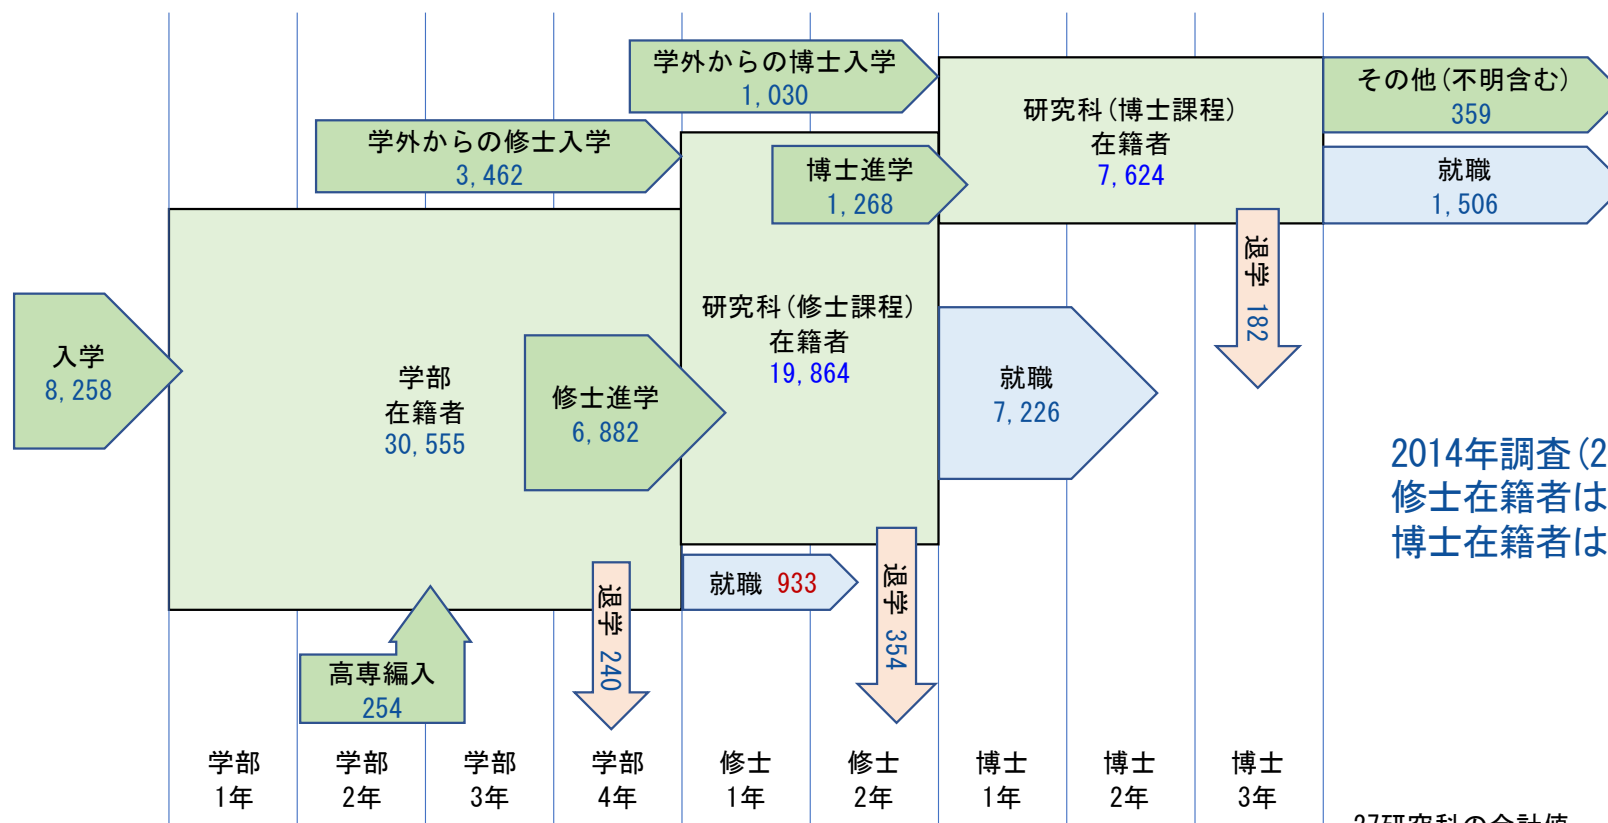 学外からの博士入学
1,030
その他(不明含む)
359
研究科(博士課程)
在籍者
7,624
学外からの修士入学
3,462
博士進学
1,268
就職
1,506
退学 182
入学
8,258
学部
在籍者
30,555
修士進学
6,882
研究科(修士課程)
在籍者
19,864
就職
7,226
2014年調査(2
修士在籍者は
博士在籍者は
就職 933
退学 240
退学 354
高専編入
254
学部
1年
学部
2年
学部
3年
学部
4年
修士
1年
修士
2年
博士
1年
博士
2年
博士
3年